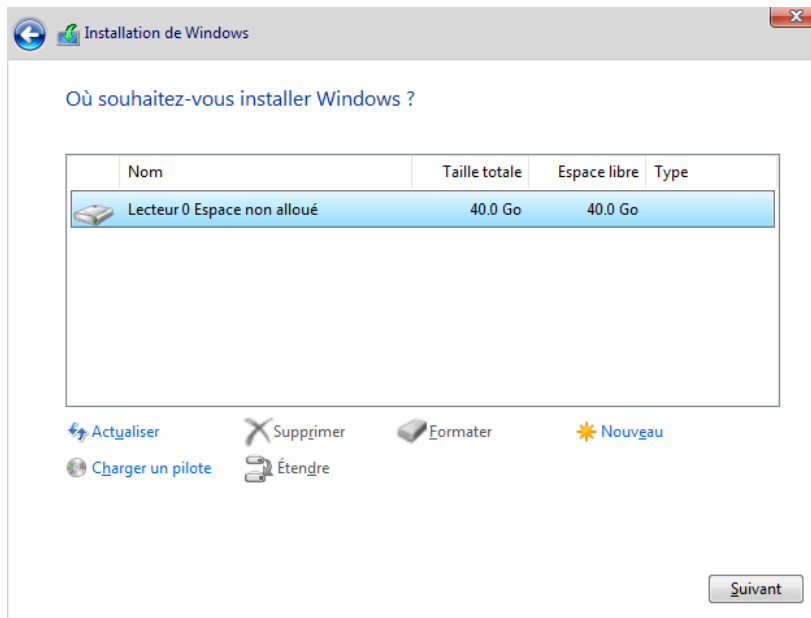 Installation de Windows
Où souhaitez-vous installer Windows ?
Nom Taille totale Espace libre Type
Lecteur 0 Espace non alloué 40.0 Go 40.0 Go
Actualiser Supprimer Formater Nouveau
Charger un pilote Étendre
Suivant